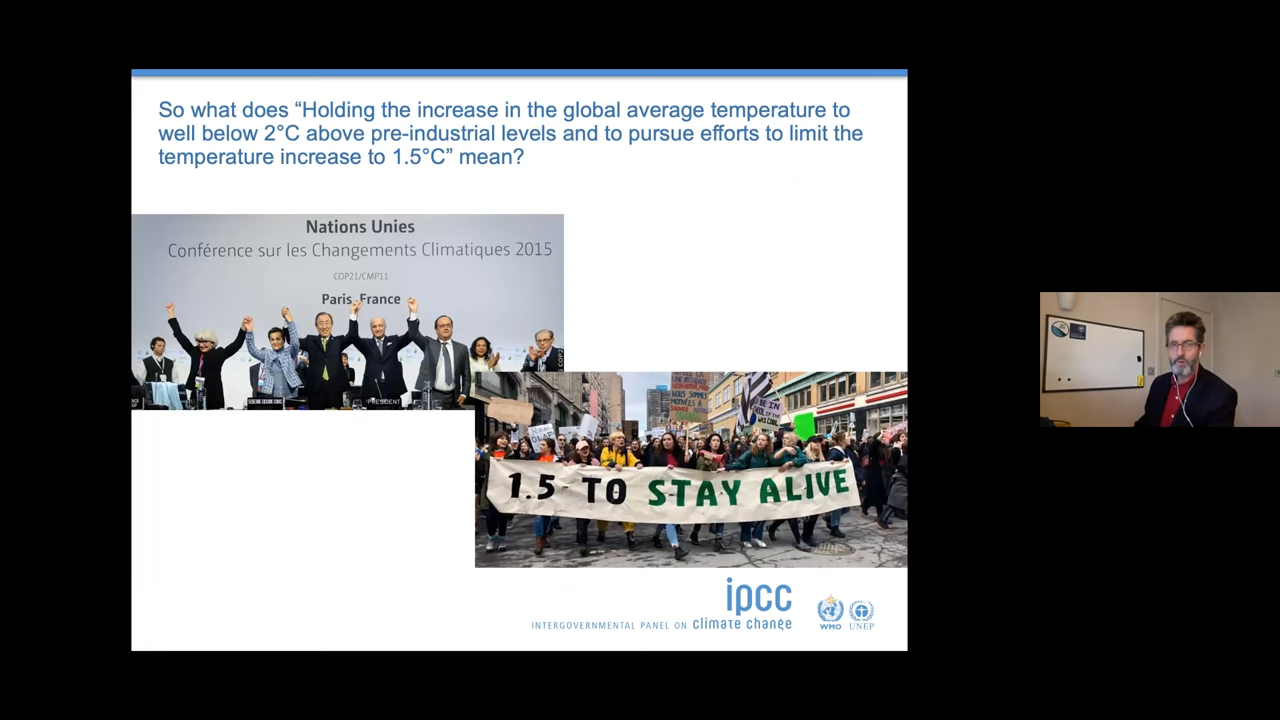 So what does “Holding the increase in the global average temperature to
well below 2°C above pre-industrial levels and to pursue efforts to limit the
temperature increase to 1.5°C” mean?
Nations Unies
Conférence sur les Changements Climatiques 2015
COP21/CMP11
Paris France
PRESIDENT
1.5 TO STAY ALIVE
ipcc
INTERGOVERNMENTAL PANEL ON climate change
WMO
UNEP